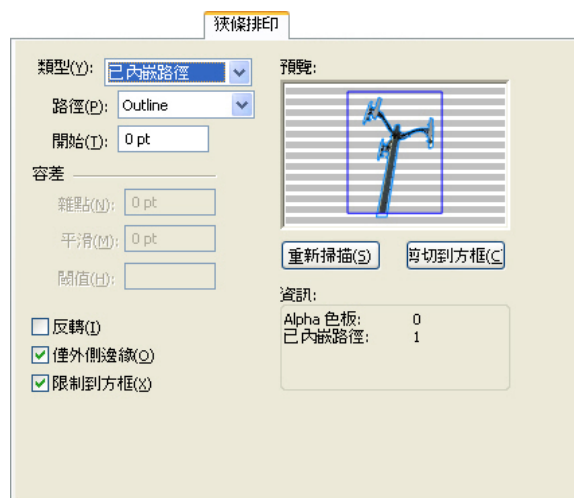 狹條排印
類型(Y): 已內嵌路徑
路徑(P): Outline
開始(T): 0 pt
容差
雜點(N): 0 pt
平滑(M): 0 pt
閾值(H):
反轉(I)
僅外側邊緣(O)
限制到方框(X)
預覽:
重新掃描(S)
剪切到方框(C
資訊:
Alpha 色板: 0
已內嵌路徑: 1